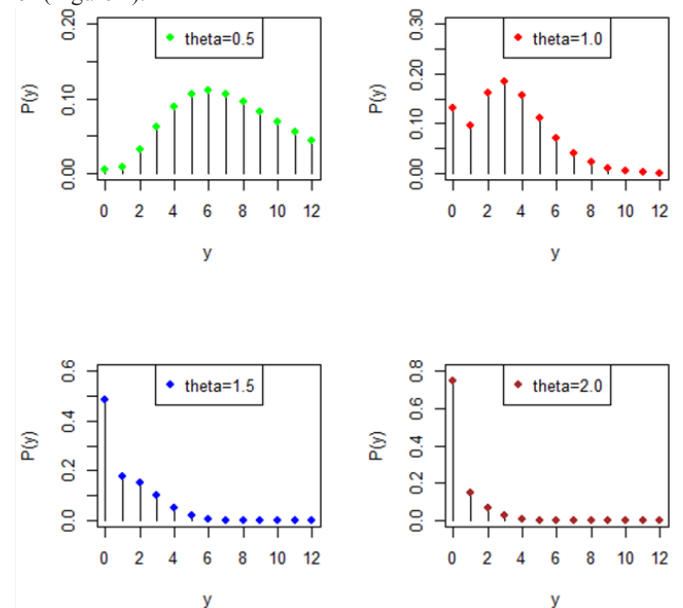 theta=0.5
P(y)
0.00 0.10 0.20
0 2 4 6 8 10 12
y
theta=1.0
P(y)
0.00 0.10 0.20 0.30
0 2 4 6 8 10 12
y
theta=1.5
P(y)
0.0 0.2 0.4 0.6
0 2 4 6 8 10 12
y
theta=2.0
P(y)
0.0 0.2 0.4 0.6 0.8
0 2 4 6 8 10 12
y